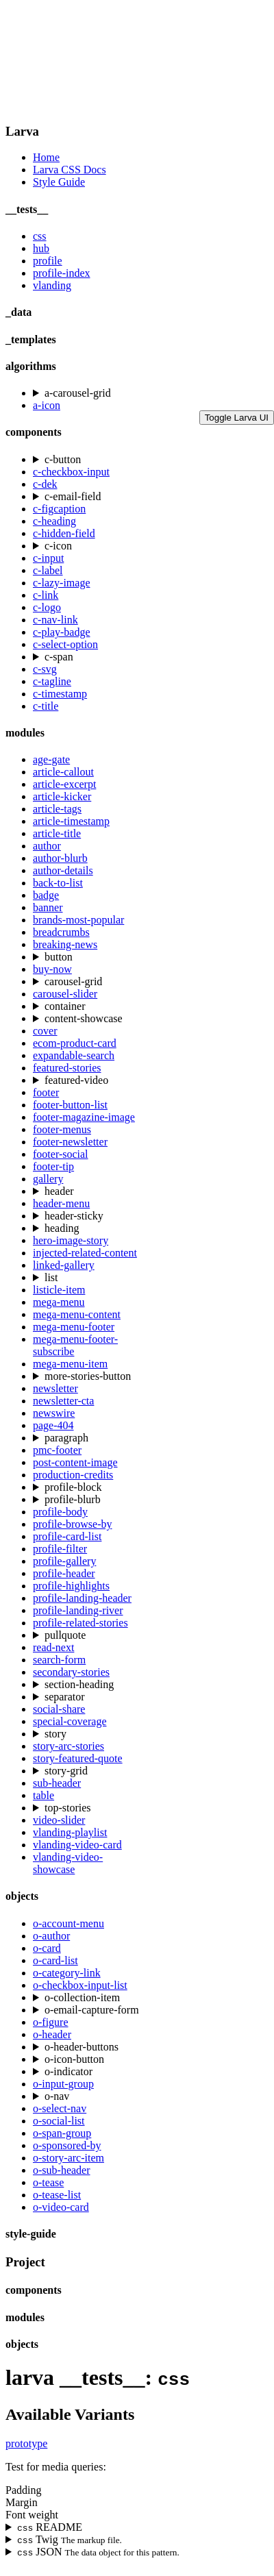 Larva
Home
Larva CSS Docs
Style Guide
__tests__
css
hub
profile
profile-index
vlanding
_data
_templates
algorithms
a-carousel-grid
a-icon
Toggle Larva UI
components
c-button
c-checkbox-input
c-dek
c-email-field
c-figcaption
c-heading
c-hidden-field
c-icon
c-input
c-label
c-lazy-image
c-link
c-logo
c-nav-link
c-play-badge
c-select-option
c-span
c-svg
c-tagline
c-timestamp
c-title
modules
age-gate
article-callout
article-excerpt
article-kicker
article-tags
article-timestamp
article-title
author
author-blurb
author-details
back-to-list
badge
banner
brands-most-popular
breadcrumbs
breaking-news
button
buy-now
carousel-grid
carousel-slider
container
content-showcase
cover
ecom-product-card
expandable-search
featured-stories
featured-video
footer
footer-button-list
footer-magazine-image
footer-menus
footer-newsletter
footer-social
footer-tip
gallery
header
header-menu
header-sticky
heading
hero-image-story
injected-related-content
linked-gallery
list
listicle-item
mega-menu
mega-menu-content
mega-menu-footer
mega-menu-footer-
subscribe
mega-menu-item
more-stories-button
newsletter
newsletter-cta
newswire
page-404
paragraph
pmc-footer
post-content-image
production-credits
profile-block
profile-blurb
profile-body
profile-browse-by
profile-card-list
profile-filter
profile-gallery
profile-header
profile-highlights
profile-landing-header
profile-landing-river
profile-related-stories
pullquote
read-next
search-form
secondary-stories
section-heading
separator
social-share
special-coverage
story
story-arc-stories
story-featured-quote
story-grid
sub-header
table
top-stories
video-slider
vlanding-playlist
vlanding-video-card
vlanding-video-
showcase
objects
o-account-menu
o-author
o-card
o-card-list
o-category-link
o-checkbox-input-list
o-collection-item
o-email-capture-form
o-figure
o-header
o-header-buttons
o-icon-button
o-indicator
o-input-group
o-nav
o-select-nav
o-social-list
o-span-group
o-sponsored-by
o-story-arc-item
o-sub-header
o-tease
o-tease-list
o-video-card
style-guide
Project
components
modules
objects
larva __tests__: css
Available Variants
prototype
Test for media queries:
Padding
Margin
Font weight
css README
css Twig The markup file.
css JSON The data object for this pattern.